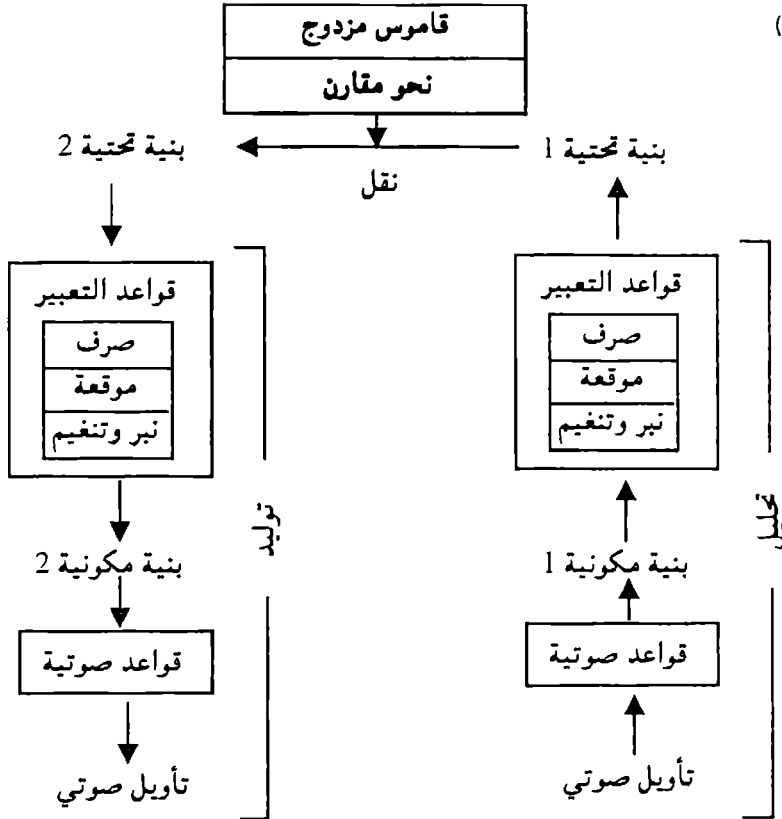 (
قاموس مزدوج
نحو مقارن
بنية تحتية 1
بنية تحتية 2
نقل
قواعد التعبير
صرف
موقعة
نبر وتنغيم
تحليل
بنية مكونية 1
قواعد صوتية
تأويل صوتي
قواعد التعبير
صرف
موقعة
نبر وتنغيم
توليد
بنية مكونية 2
قواعد صوتية
تأويل صوتي